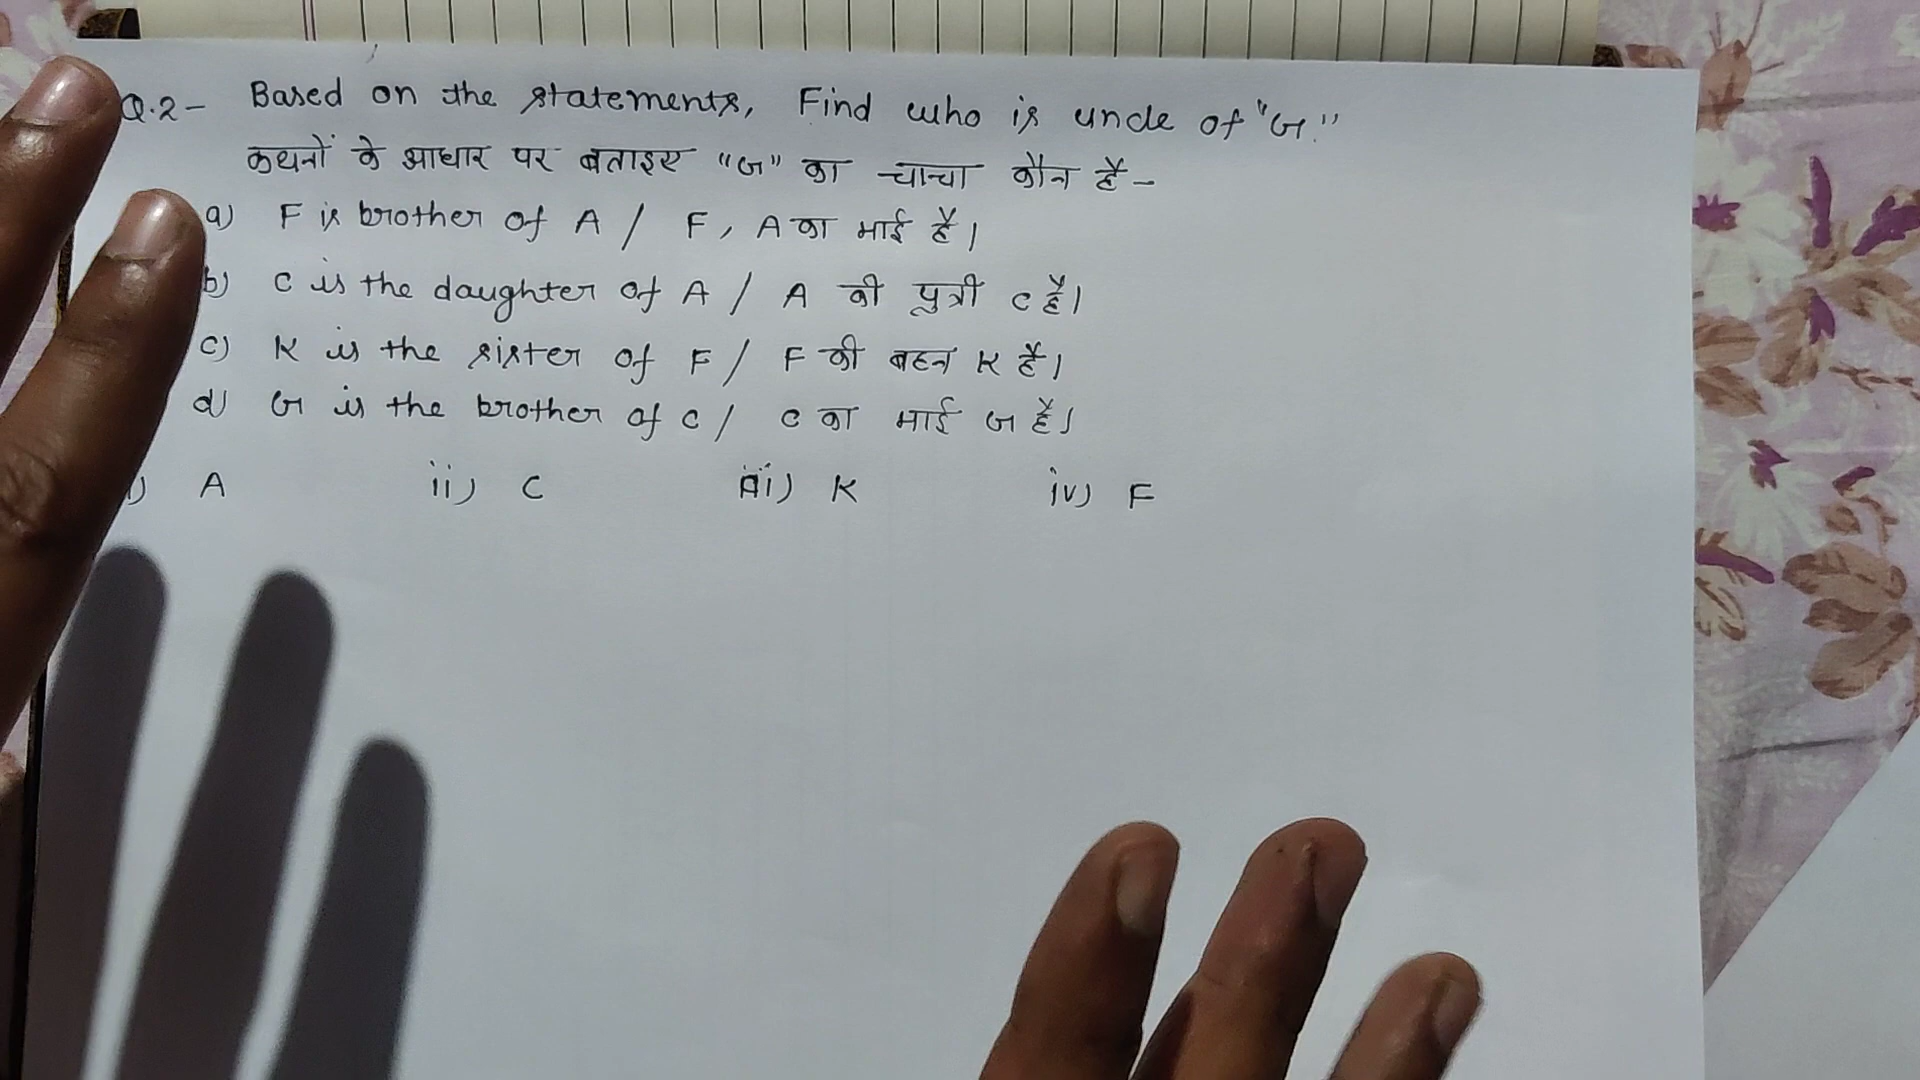 Q.2- Based on the statements, Find who is uncle of "G."
कथनों के आधार पर बताइए "G" का चाचा कौन है -
a) F is brother of A / F, A का भाई है।
b) C is the daughter of A / A की पुत्री C है।
c) K is the sister of F / F की बहन K है।
d) G is the brother of C / C का भाई G है।
i) A ii) C iii) K iv) F